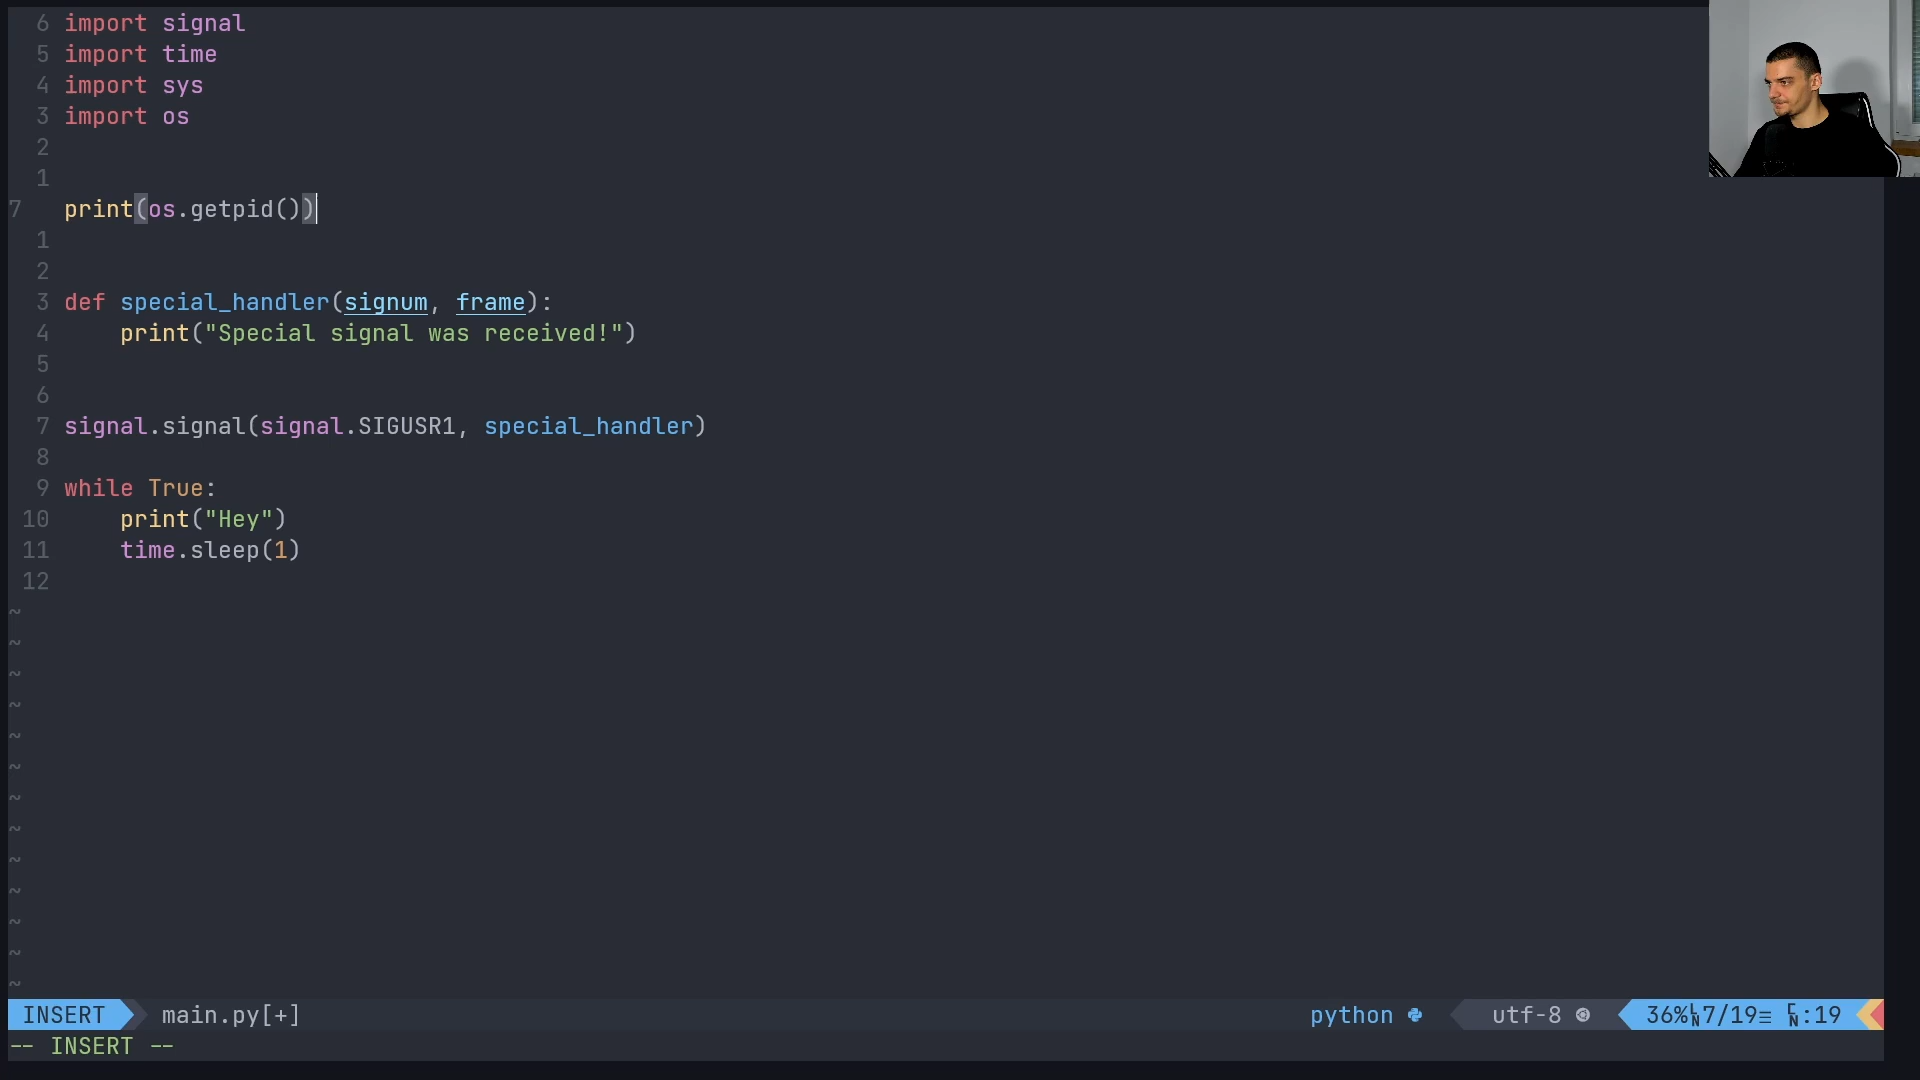 6 import signal
5 import time
4 import sys
3 import os
2
1
7 print(os.getpid())
1
2
3 def special_handler(signum, frame):
4     print("Special signal was received!")
5
6
7 signal.signal(signal.SIGUSR1, special_handler)
8
9 while True:
10     print("Hey")
11     time.sleep(1)
12
~
~
~
~
~
~
~
~
~
~
~
~
~
INSERT main.py[+] python utf-8 36% LN 7/19≡ CN:19
-- INSERT --